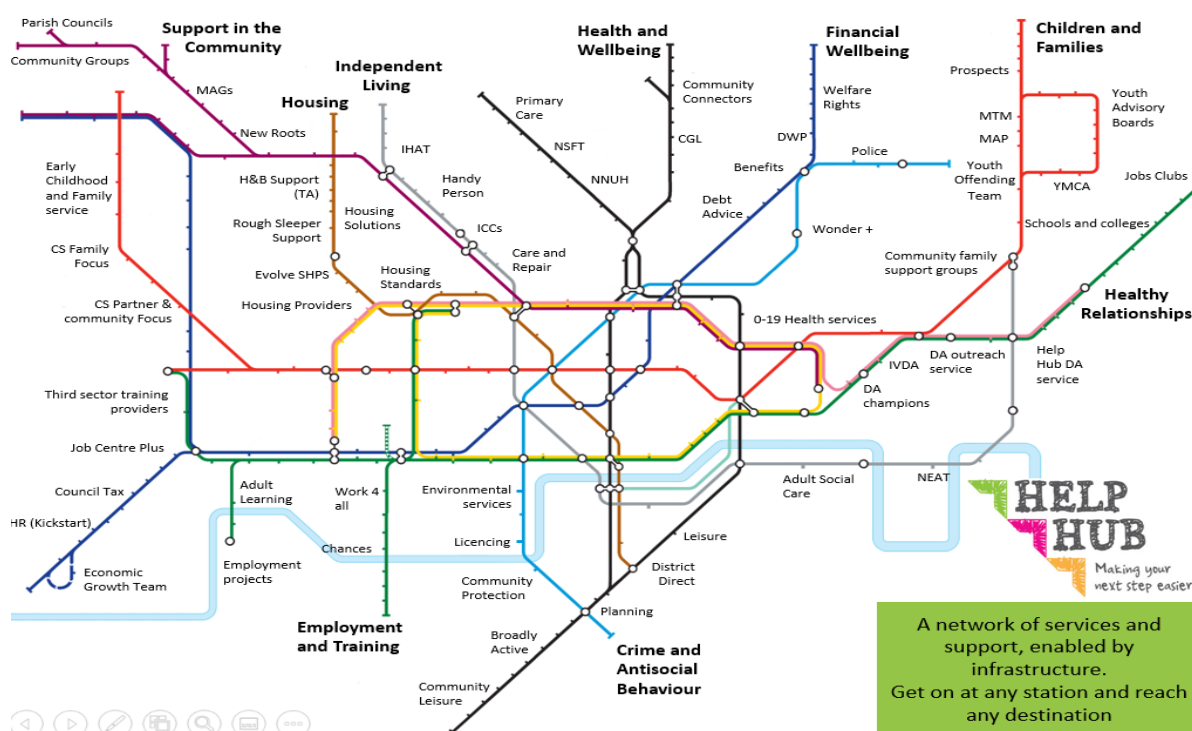 Parish Councils
Community Groups
Support in the
Community
MAGs
New Roots
Independent
Living
Housing
IHAT
Handy
Person
ICCs
Care and
Repair
H&B Support
(TA)
Housing
Solutions
Rough Sleeper
Support
Evolve SHPS
Housing
Standards
Housing Providers
Early
Childhood
and Family
service
CS Family
Focus
CS Partner &
community Focus
Health and
Wellbeing
Primary
Care
NSFT
NNUH
Community
Connectors
CGL
Financial
Wellbeing
Welfare
Rights
DWP
Benefits
Police
Debt
Advice
Wonder +
Children and
Families
Prospects
MTM
MAP
Youth
Advisory
Boards
Youth
Offending
Team
YMCA
Jobs Clubs
Schools and colleges
Community family
support groups
Healthy
Relationships
0-19 Health services
IVDA
DA outreach
service
Help
Hub DA
service
DA
champions
Third sector training
providers
Job Centre Plus
Council Tax
HR (Kickstart)
Economic
Growth Team
Adult
Learning
Employment
projects
Work 4
all
Chances
Employment
and Training
Environmental
services
Licencing
Community
Protection
Broadly
Active
Community
Leisure
Crime and
Antisocial
Behaviour
Planning
District
Direct
Leisure
Adult Social
Care
NEAT
HELP
HUB
Making your
next step easier
A network of services and
support, enabled by
infrastructure.
Get on at any station and reach
any destination